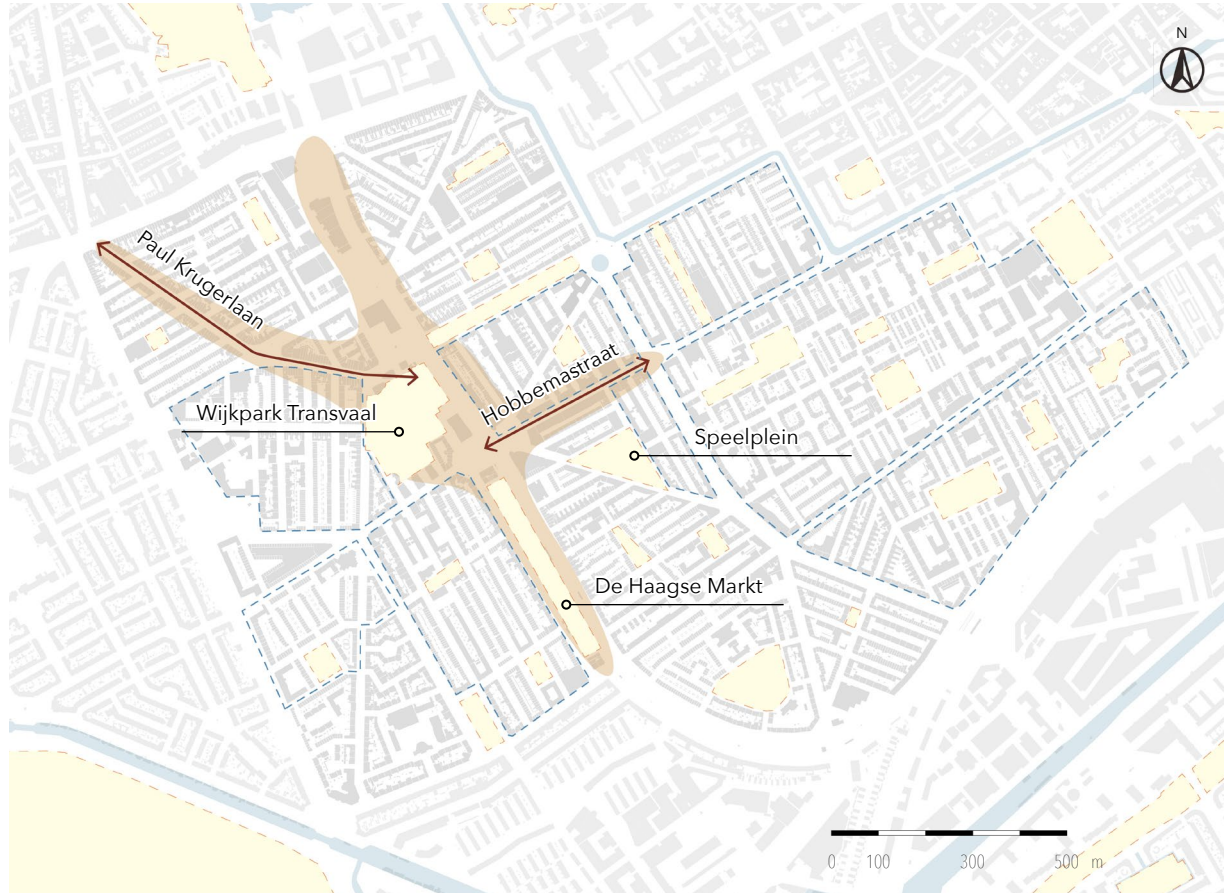 N
Paul Krugerlaan
Hobbemastraat
Wijkpark Transvaal
Speelplein
De Haagse Markt
0 100 300 500 m